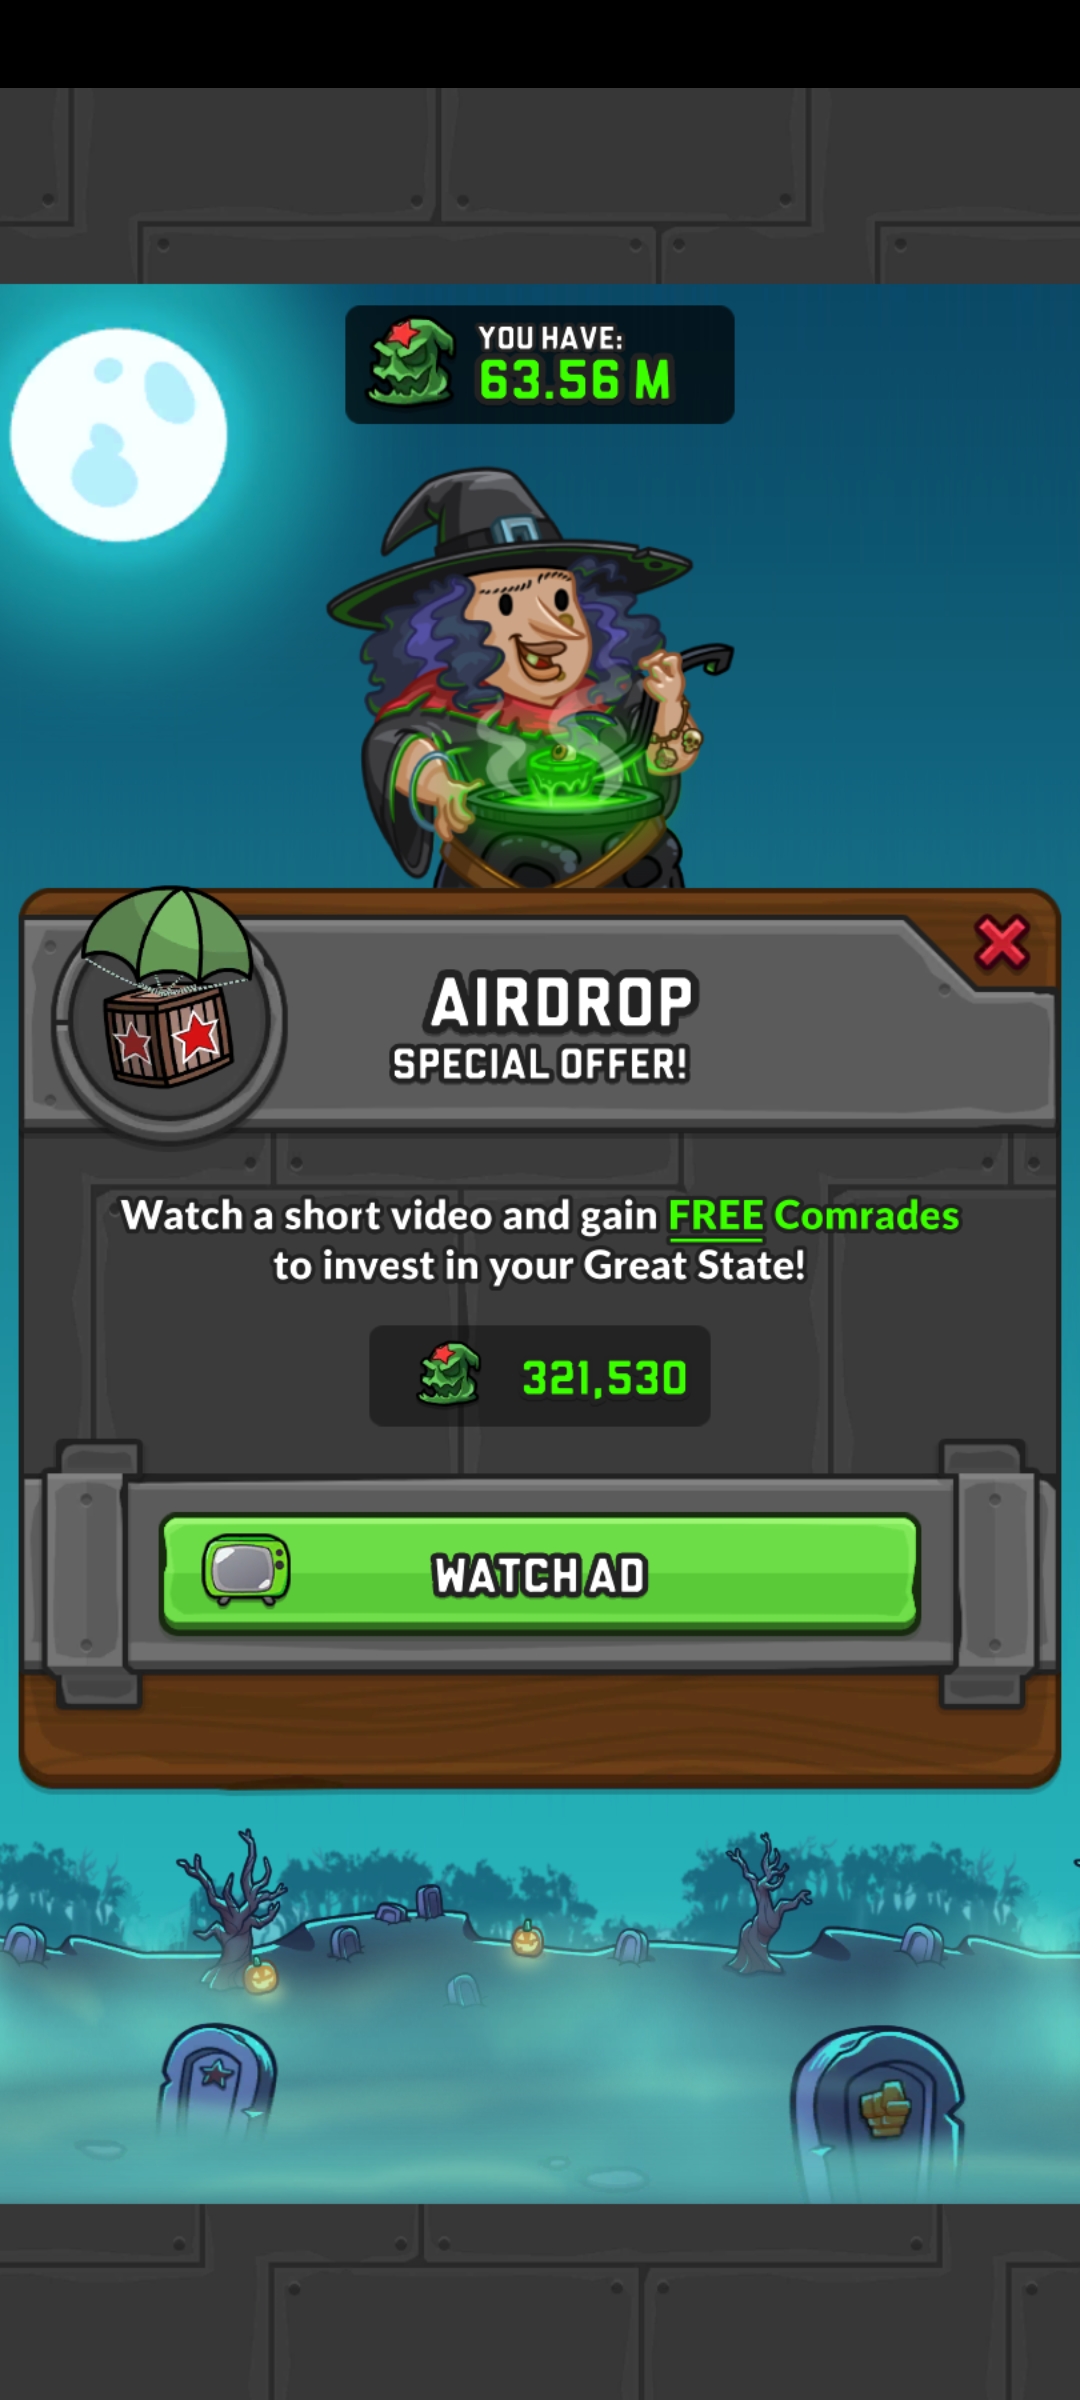 YOU HAVE:
63.56 M
AIRDROP
SPECIAL OFFER!
Watch a short video and gain FREE Comrades
to invest in your Great State!
321,530
WATCH AD